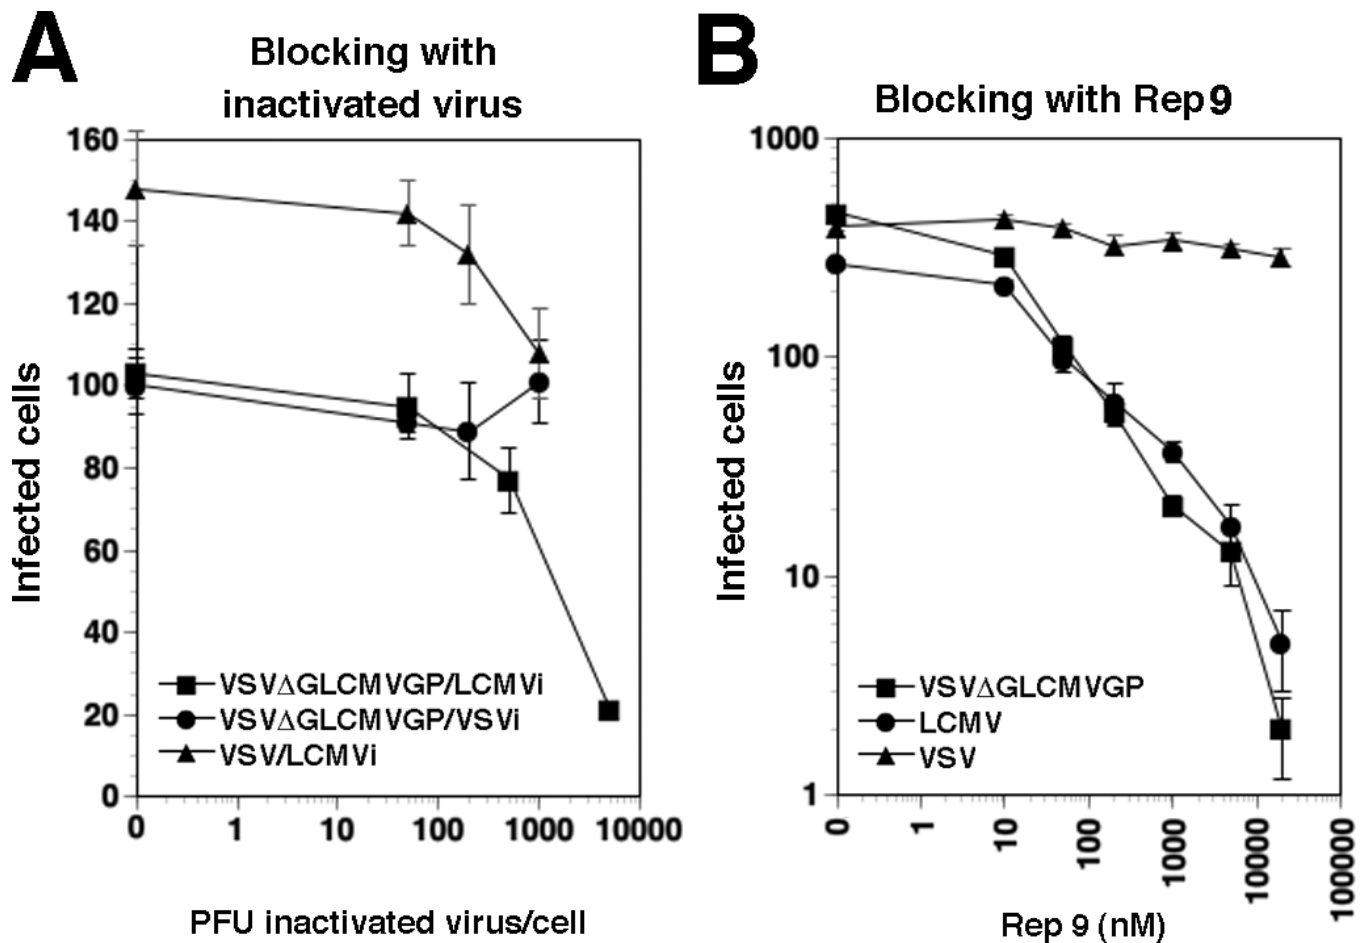 A
Blocking with
inactivated virus
Infected cells
160
140
120
100
80
60
40
20
0
VSVΔGLCMVGP/LCMVi
VSVΔGLCMVGP/VSVi
VSV/LCMVi
0 1 10 100 1000 10000
PFU inactivated virus/cell
B
Blocking with Rep9
Infected cells
1000
100
10
1
VSVΔGLCMVGP
LCMV
VSV
0 1 10 100 1000 10000 100000
Rep 9 (nM)